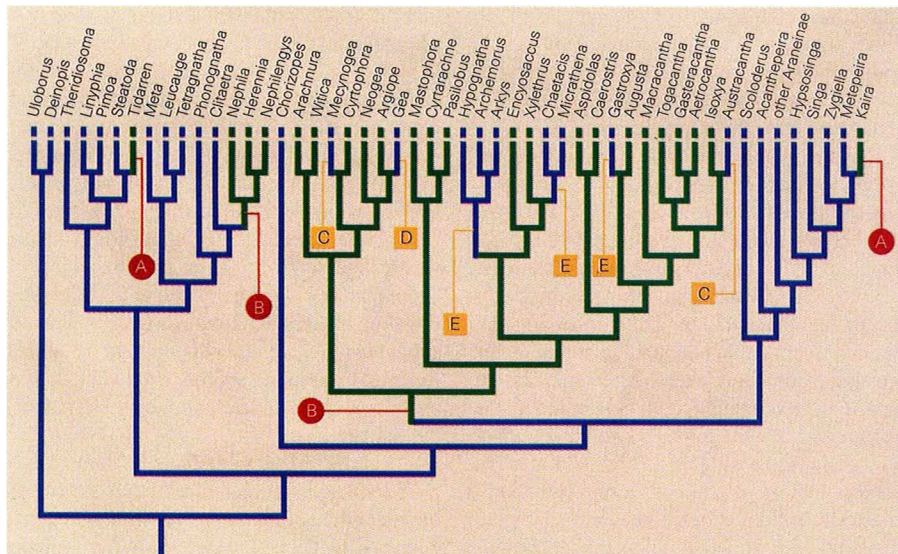 Uloborus
Deinopis
Theridiosoma
Linyphia
Pimoa
Steatoda
Tidarren
Meta
Leucauge
Tetragnatha
Phonognatha
Clitaetra
Nephila
Herennia
Nephilengys
Chorizopes
Arachnura
Witica
Mecynogea
Cyrtophora
Neogea
Argiope
Gea
Mastophora
Cyrtarachne
Pasilobus
Hypognatha
Archemorus
Arkys
Encyosaccus
Xylethrus
Chaetacis
Micrathena
Aspidolas
Caerostris
Gastroxya
Augusta
Macracantha
Togacantha
Gasteracantha
Aetrocantha
Isoxya
Austracantha
Scoloderus
Acanthepeira
other Araneinae
Hypsosinga
Singa
Zygiella
Metepeira
Kaira
A
B
C
D
E
E
E
C
A
B